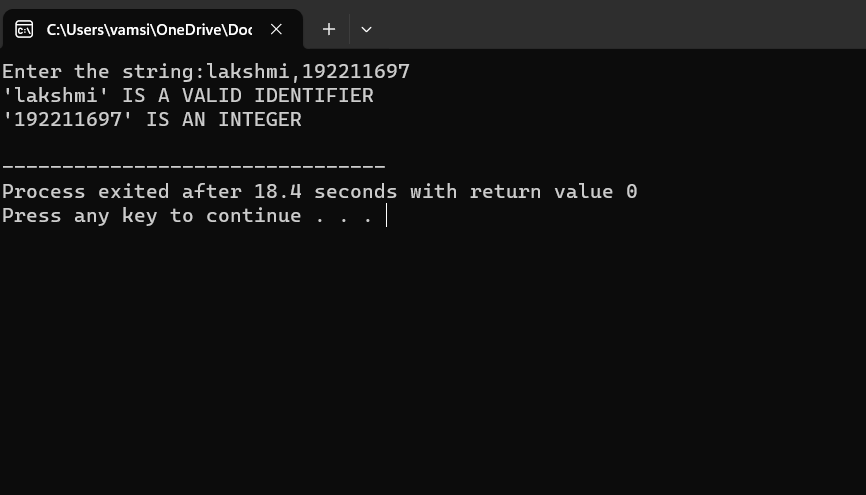 C:\Users\vamsi\OneDrive\Doc
Enter the string:lakshmi,192211697
'lakshmi' IS A VALID IDENTIFIER
'192211697' IS AN INTEGER
--------------------------------
Process exited after 18.4 seconds with return value 0
Press any key to continue . . .